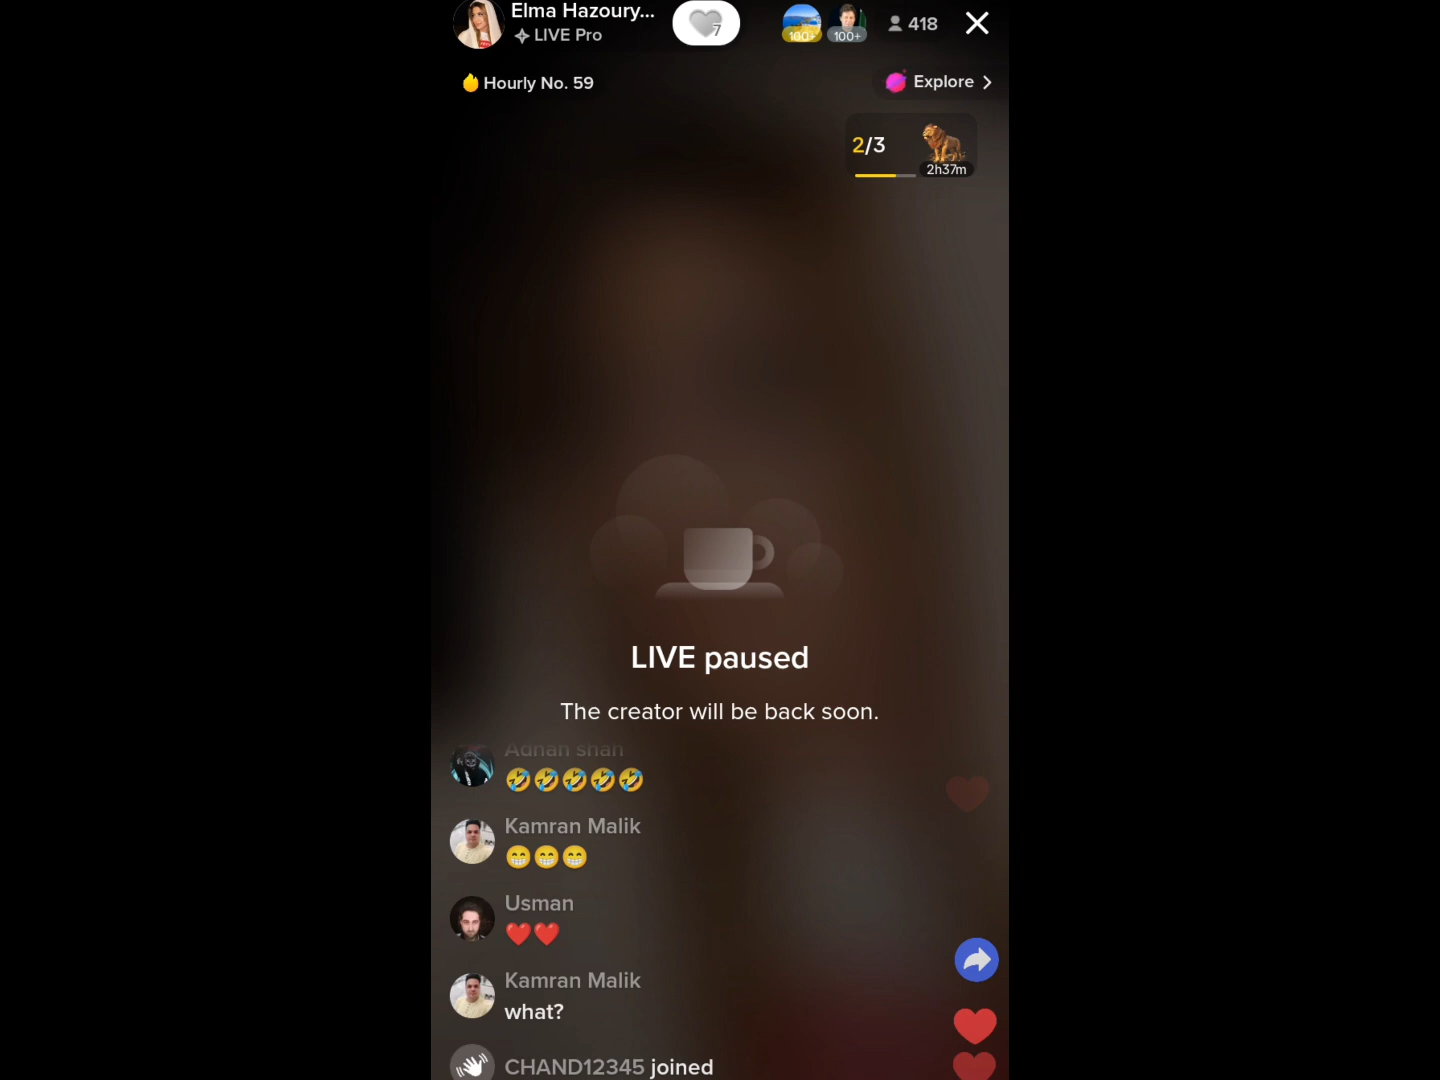 Elma Hazoury...
LIVE Pro
7
100+
100+
418
Hourly No. 59
Explore
2/3
2h37m
LIVE paused
The creator will be back soon.
Adnan shah
🤣🤣🤣🤣🤣
Kamran Malik
😁😁😁
Usman
❤️❤️
Kamran Malik
what?
CHAND12345 joined